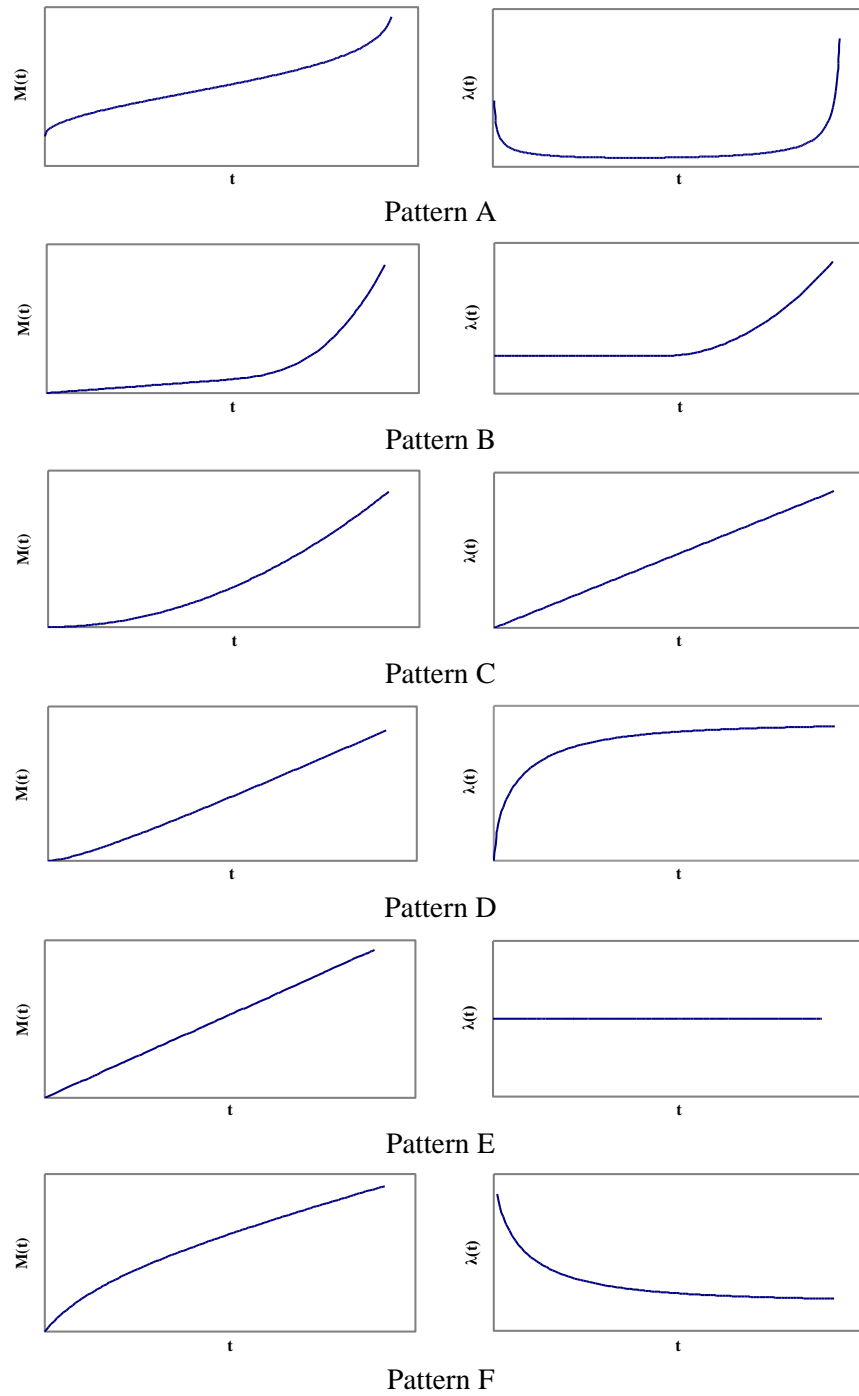 M(t) λ(t)
t t
Pattern A
M(t) λ(t)
t t
Pattern B
M(t) λ(t)
t t
Pattern C
M(t) λ(t)
t t
Pattern D
M(t) λ(t)
t t
Pattern E
M(t) λ(t)
t t
Pattern F